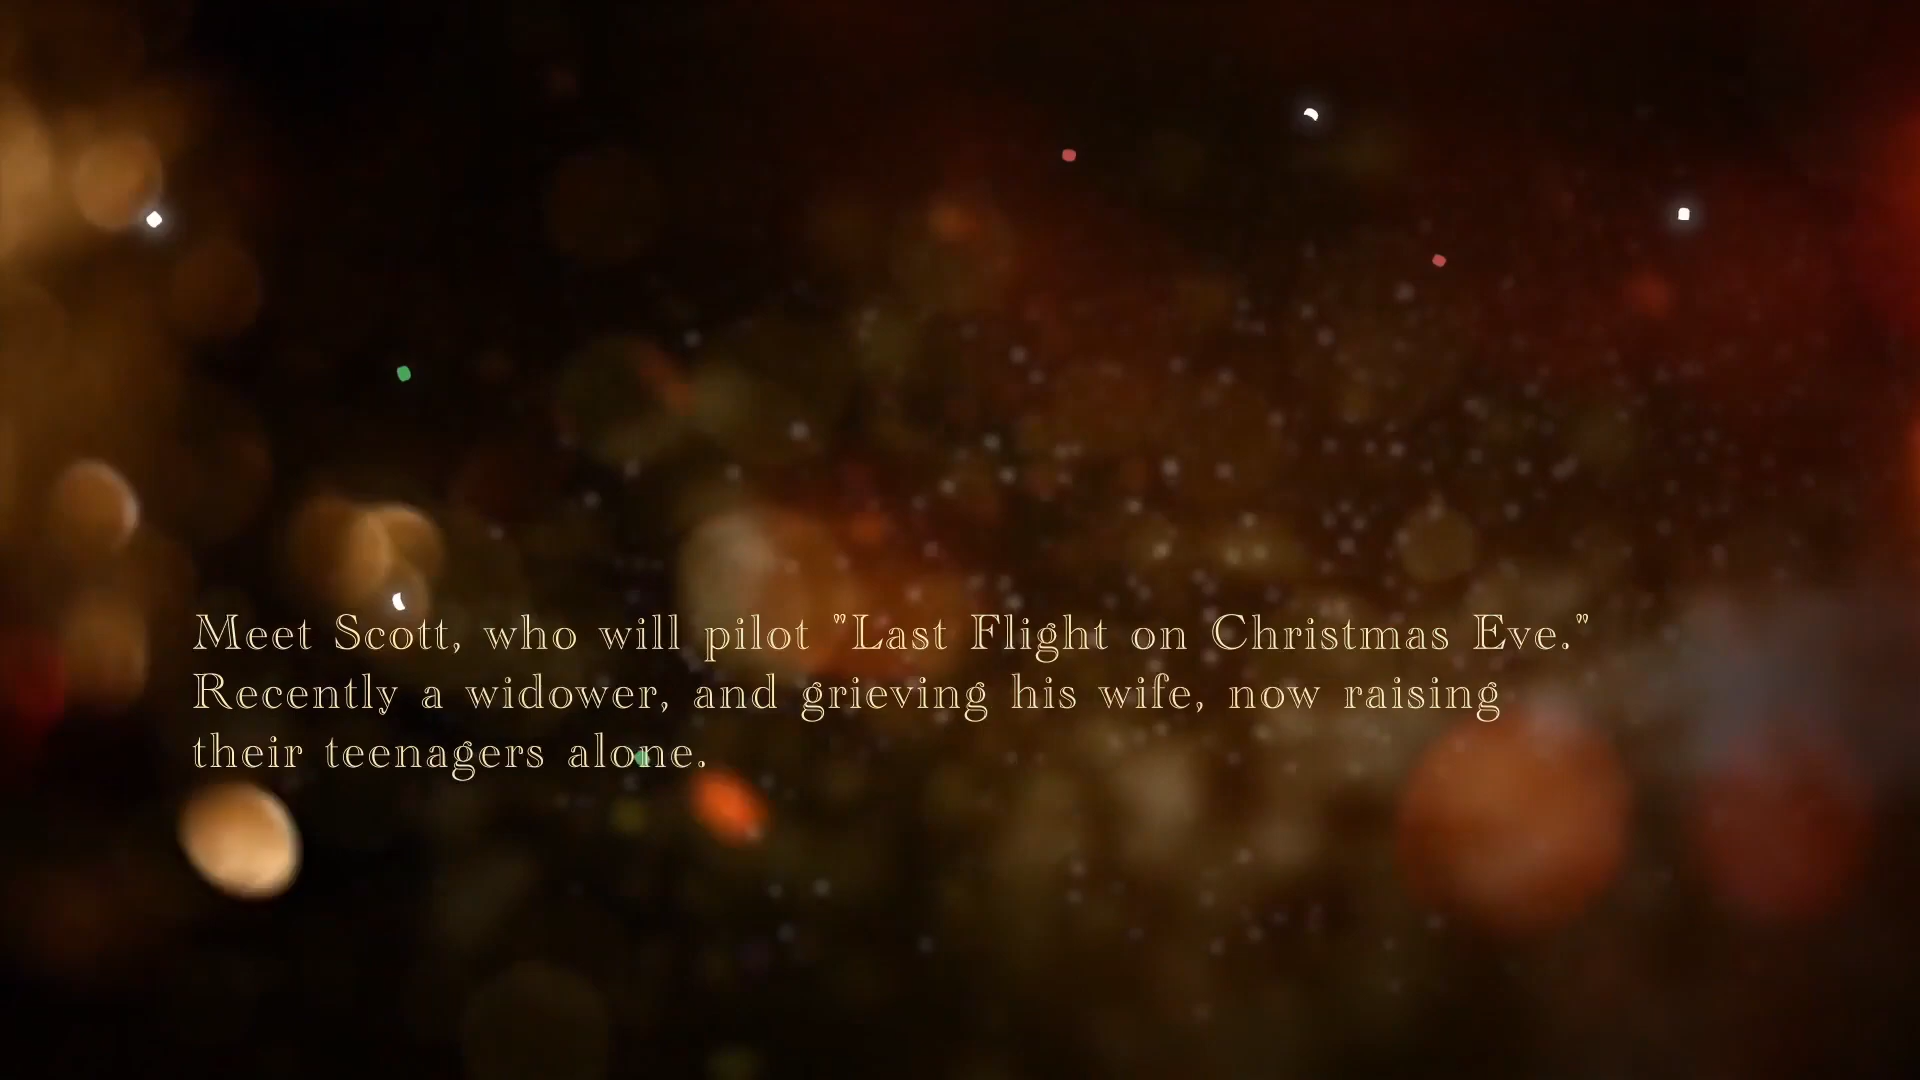 Meet Scott, who will pilot "Last Flight on Christmas Eve."
Recently a widower, and grieving his wife, now raising
their teenagers alone.